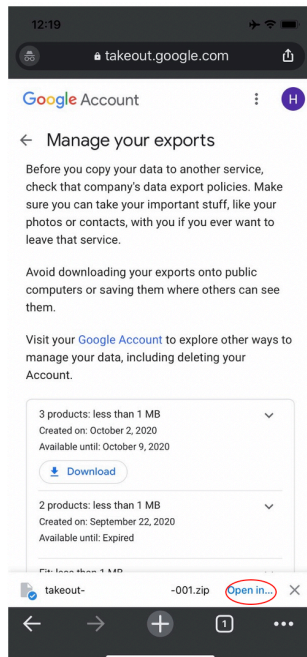 12:19
takeout.google.com
Google Account
H
Manage your exports
Before you copy your data to another service,
check that company's data export policies. Make
sure you can take your important stuff, like your
photos or contacts, with you if you ever want to
leave that service.
Avoid downloading your exports onto public
computers or saving them where others can see
them.
Visit your Google Account to explore other ways to
manage your data, including deleting your
Account.
3 products: less than 1 MB
Created on: October 2, 2020
Available until: October 9, 2020
Download
2 products: less than 1 MB
Created on: September 22, 2020
Available until: Expired
Fit: less than 1 MB
takeout- -001.zip Open in...
1